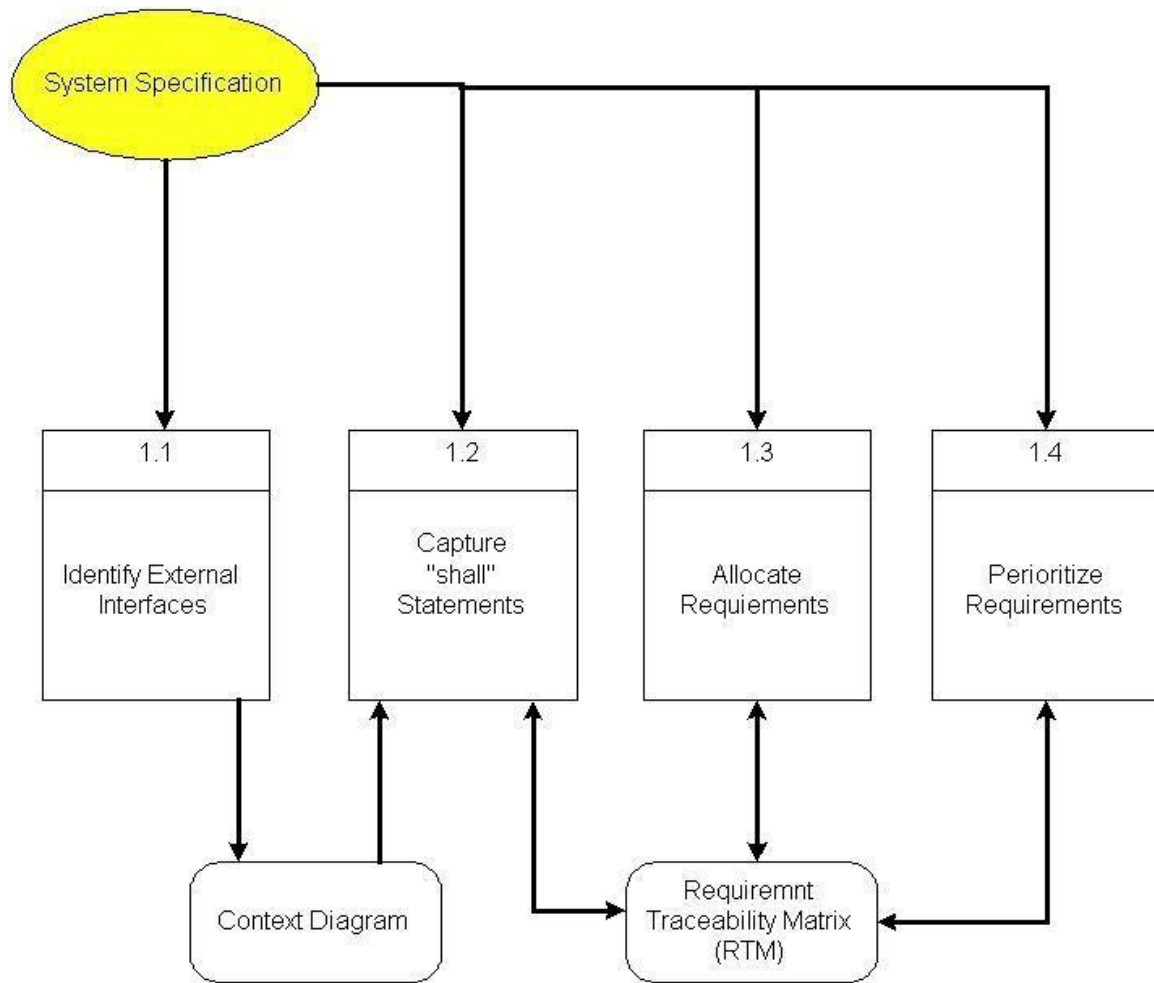 System Specification
1.1
Identify External
Interfaces
1.2
Capture
"shall"
Statements
1.3
Allocate
Requiements
1.4
Perioritize
Requirements
Context Diagram
Requiremnt
Traceability Matrix
(RTM)